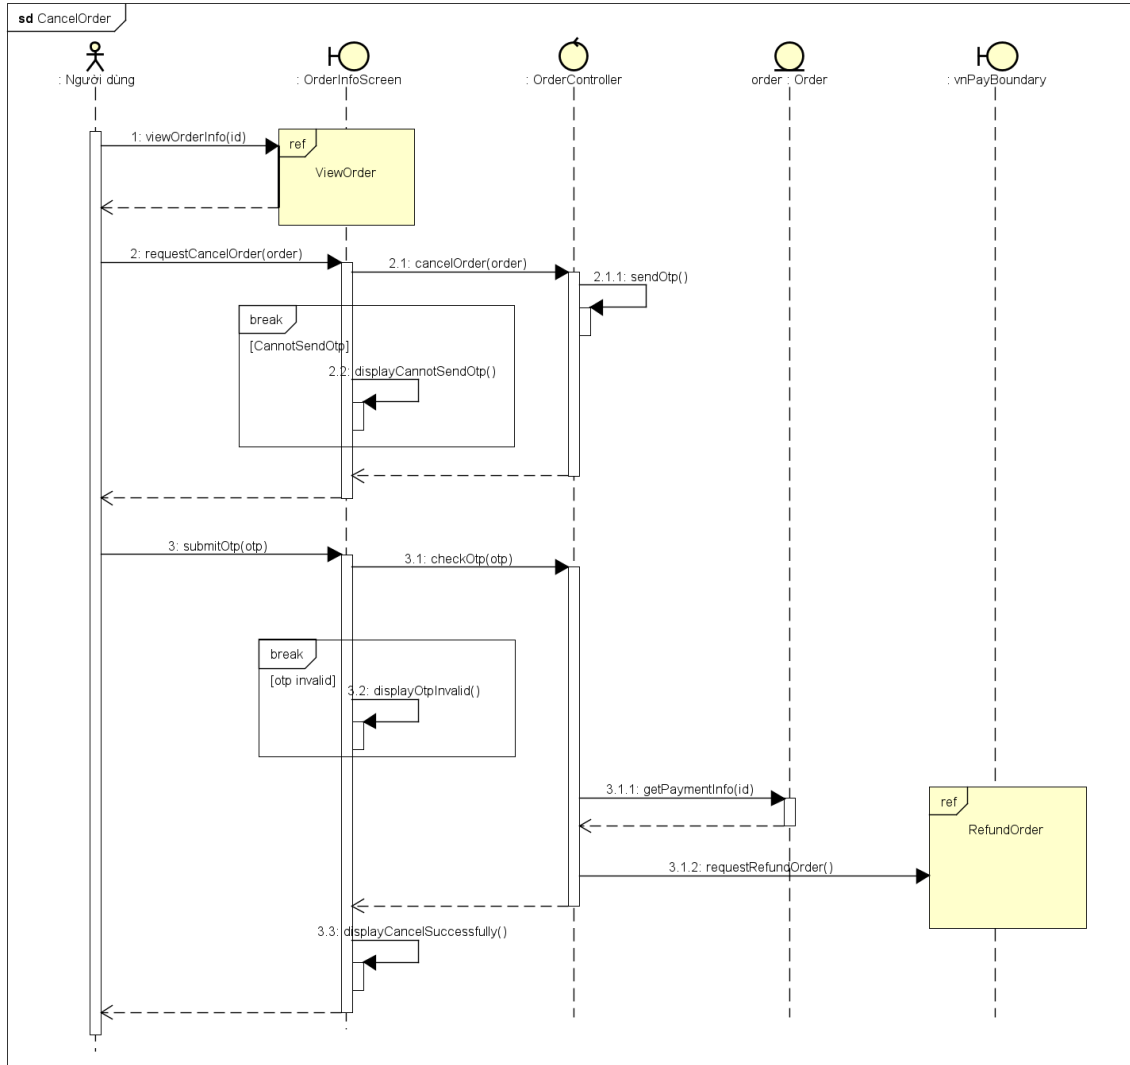 sd CancelOrder
: Người dùng
: OrderInfoScreen
: OrderController
order : Order
: vnPayBoundary
1: viewOrderInfo(id)
ref
ViewOrder
2: requestCancelOrder(order)
2.1: cancelOrder(order)
2.1.1: sendOtp()
break
[CannotSendOtp]
2.2: displayCannotSendOtp()
3: submitOtp(otp)
3.1: checkOtp(otp)
break
[otp invalid]
3.2: displayOtpInvalid()
3.1.1: getPaymentInfo(id)
ref
RefundOrder
3.1.2: requestRefundOrder()
3.3: displayCancelSuccessfully()